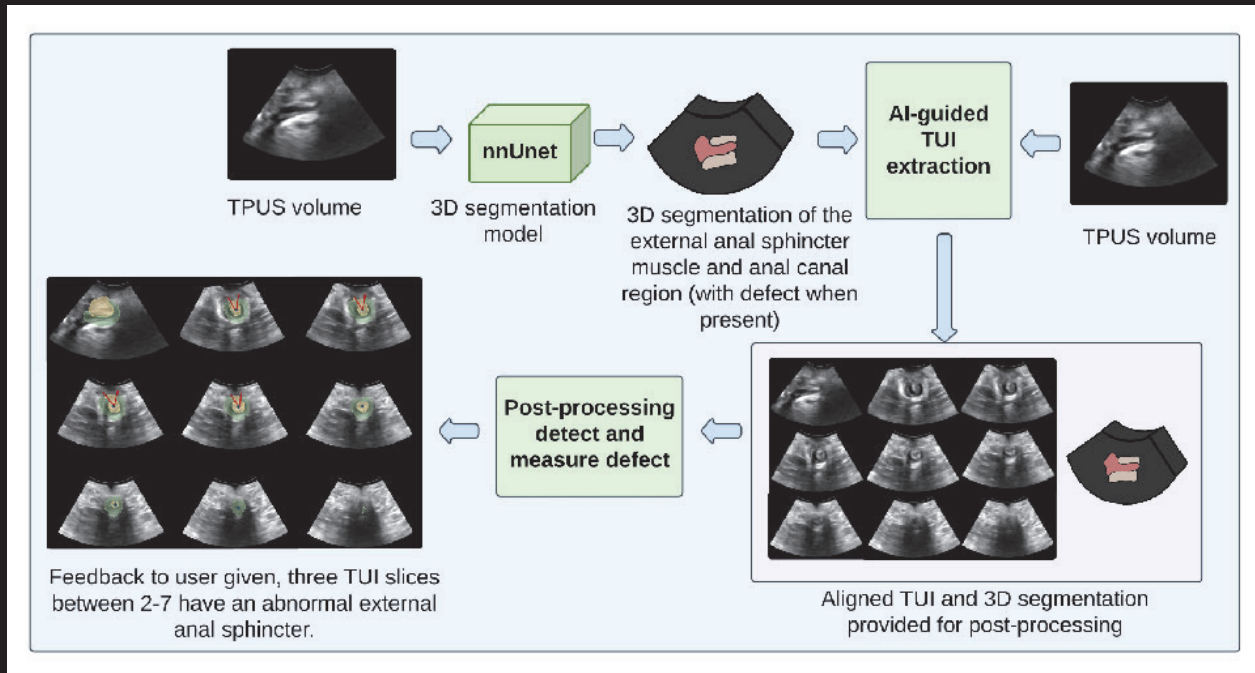 TPUS volume
nnUnet
3D segmentation
model
3D segmentation of the
external anal sphincter
muscle and anal canal
region (with defect when
present)
AI-guided
TUI
extraction
TPUS volume
Aligned TUI and 3D segmentation
provided for post-processing
Post-processing
detect and
measure defect
Feedback to user given, three TUI slices
between 2-7 have an abnormal external
anal sphincter.